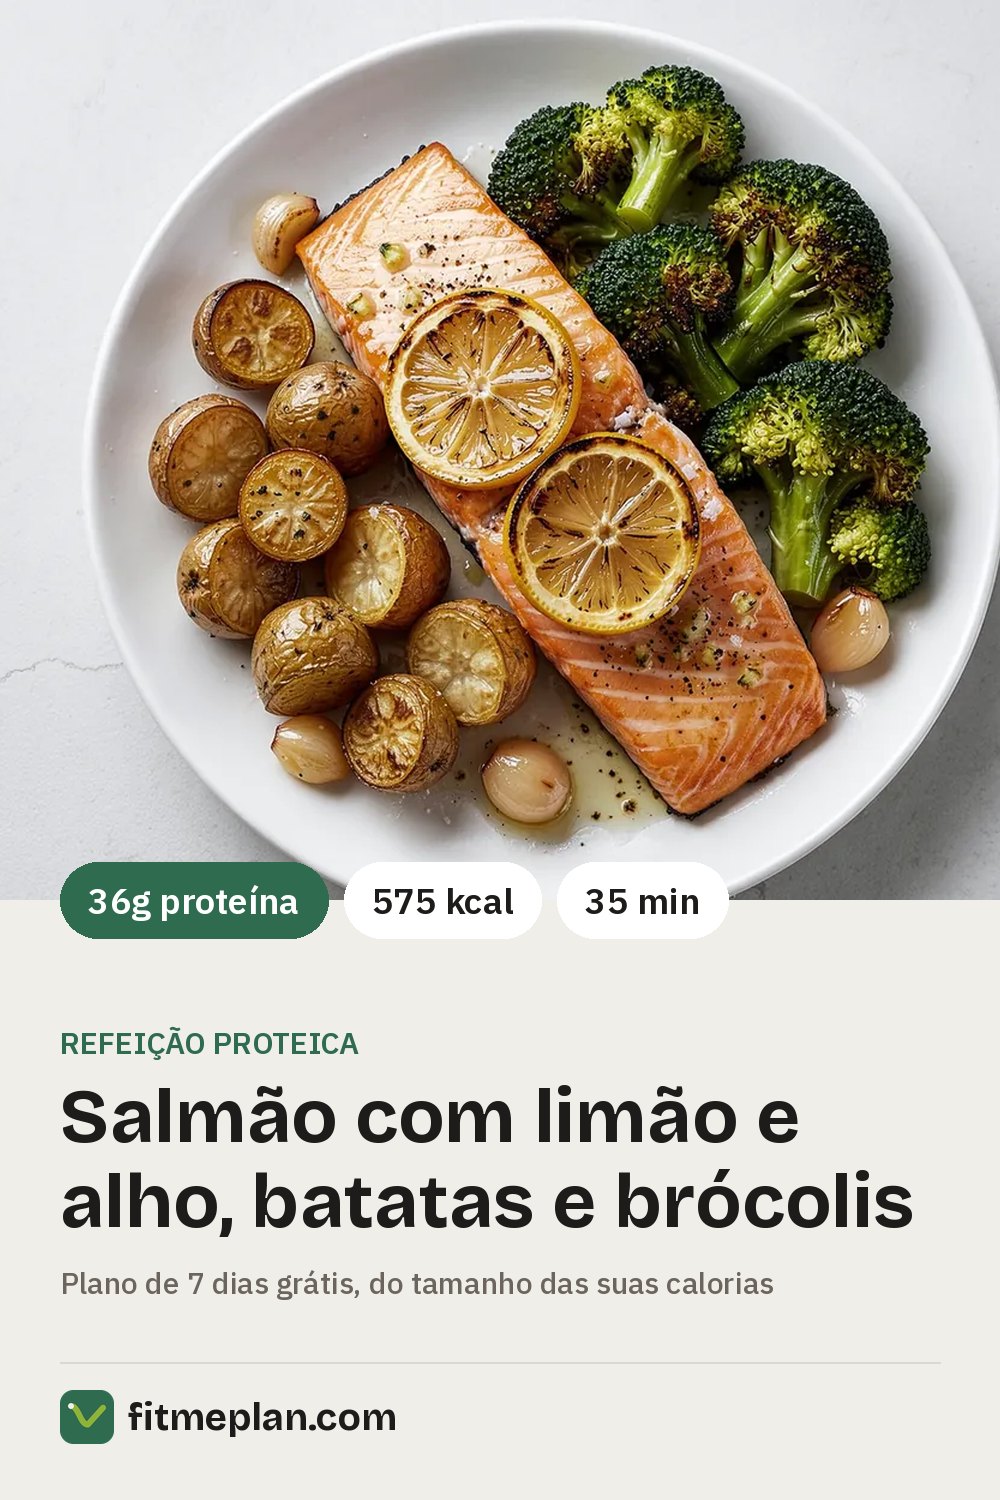 36g proteína
575 kcal
35 min
REFEIÇÃO PROTEICA
Salmão com limão e
alho, batatas e brócolis
Plano de 7 dias grátis, do tamanho das suas calorias
fitmeplan.com